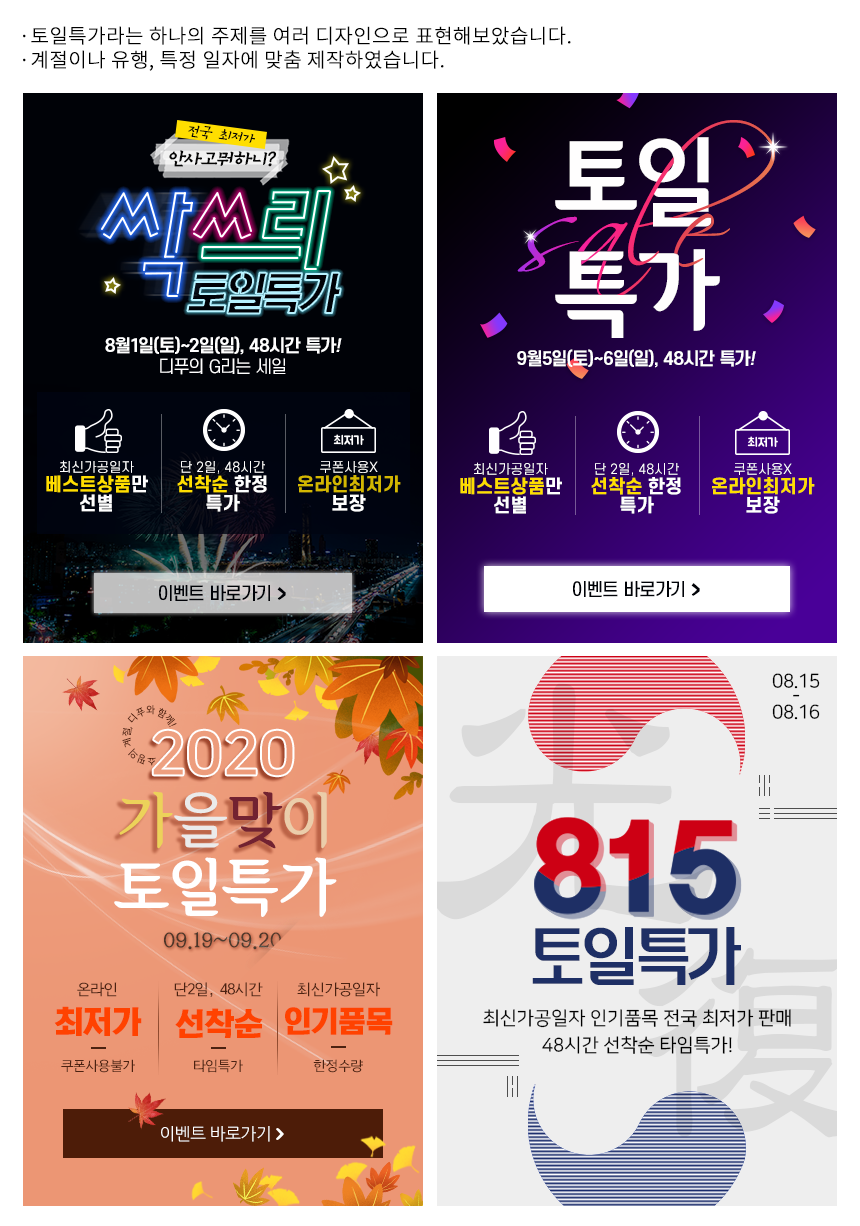 · 토일특가라는 하나의 주제를 여러 디자인으로 표현해보았습니다.
· 계절이나 유행, 특정 일자에 맞춤 제작하였습니다.
전국 최저가
안사고뭐하니?
싹쓰리
토일특가
8월1일(토)~2일(일), 48시간 특가!
디푸의 G리는 세일
최신가공일자
베스트상품만
선별
단 2일, 48시간
선착순 한정
특가
최저가
쿠폰사용X
온라인최저가
보장
이벤트 바로가기 >
토일
sale
특가
9월5일(토)~6일(일), 48시간 특가!
최신가공일자
베스트상품만
선별
단 2일, 48시간
선착순 한정
특가
최저가
쿠폰사용X
온라인최저가
보장
이벤트 바로가기 >
쇼핑의 계절, 디푸와 함께!
2020
가을맞이
토일특가
09.19~09.20
온라인
최저가
쿠폰사용불가
단2일, 48시간
선착순
타임특가
최신가공일자
인기품목
한정수량
이벤트 바로가기 >
08.15
-
08.16
光
815
토일특가
復
최신가공일자 인기품목 전국 최저가 판매
48시간 선착순 타임특가!